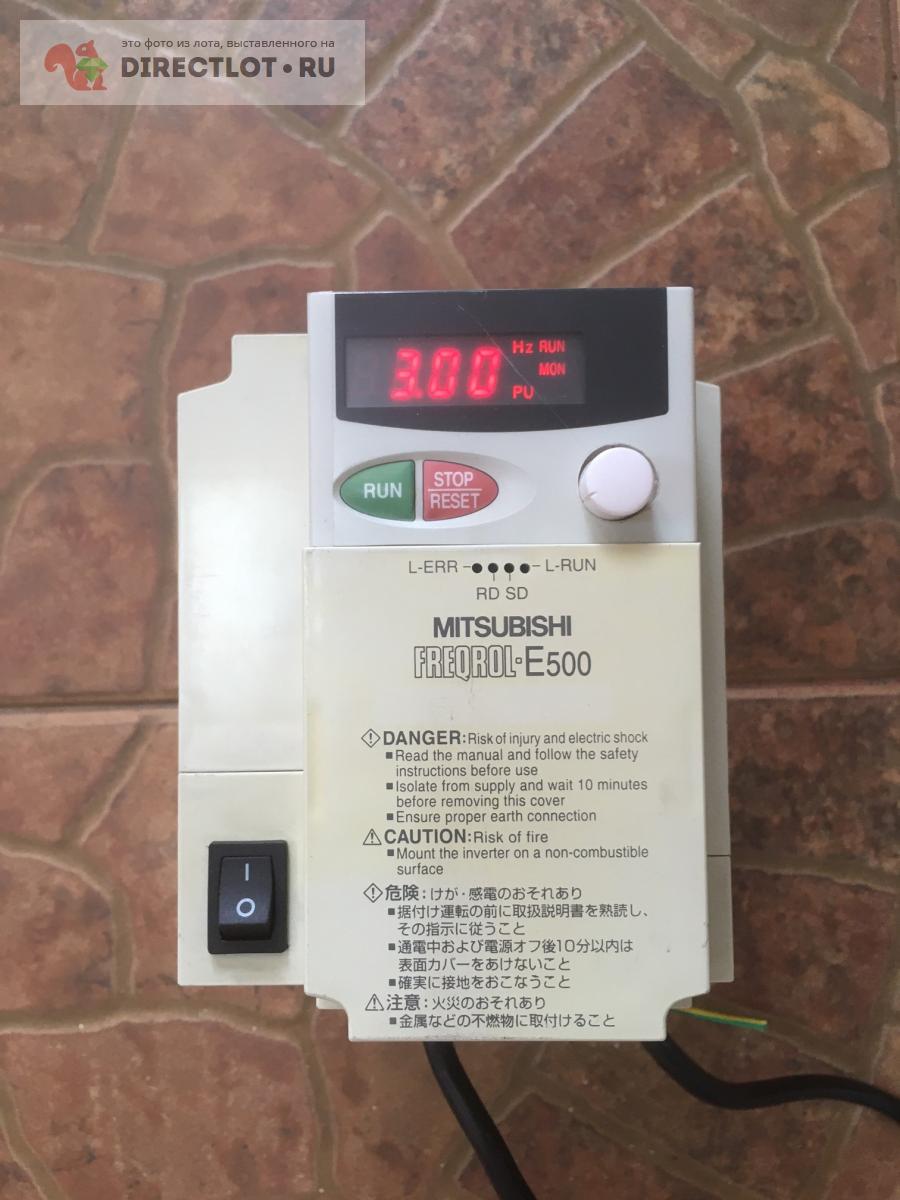 это фото из лота, выставленного на
DIRECTLOT•RU
3.00
Hz RUN
MON
PU
RUN
STOP
RESET
L-ERR
L-RUN
RD SD
MITSUBISHI
FREQROL-E500
DANGER: Risk of injury and electric shock
■Read the manual and follow the safety
instructions before use
■Isolate from supply and wait 10 minutes
before removing this cover
■Ensure proper earth connection
CAUTION: Risk of fire
■Mount the inverter on a non-combustible
surface
危険：けが・感電のおそれあり
■据付け運転の前に取扱説明書を熟読し、
その指示に従うこと
■通電中および電源オフ後10分以内は
表面カバーをあけないこと
■確実に接地をおこなうこと
注意：火災のおそれあり
■金属などの不燃物に取付けること
I
O